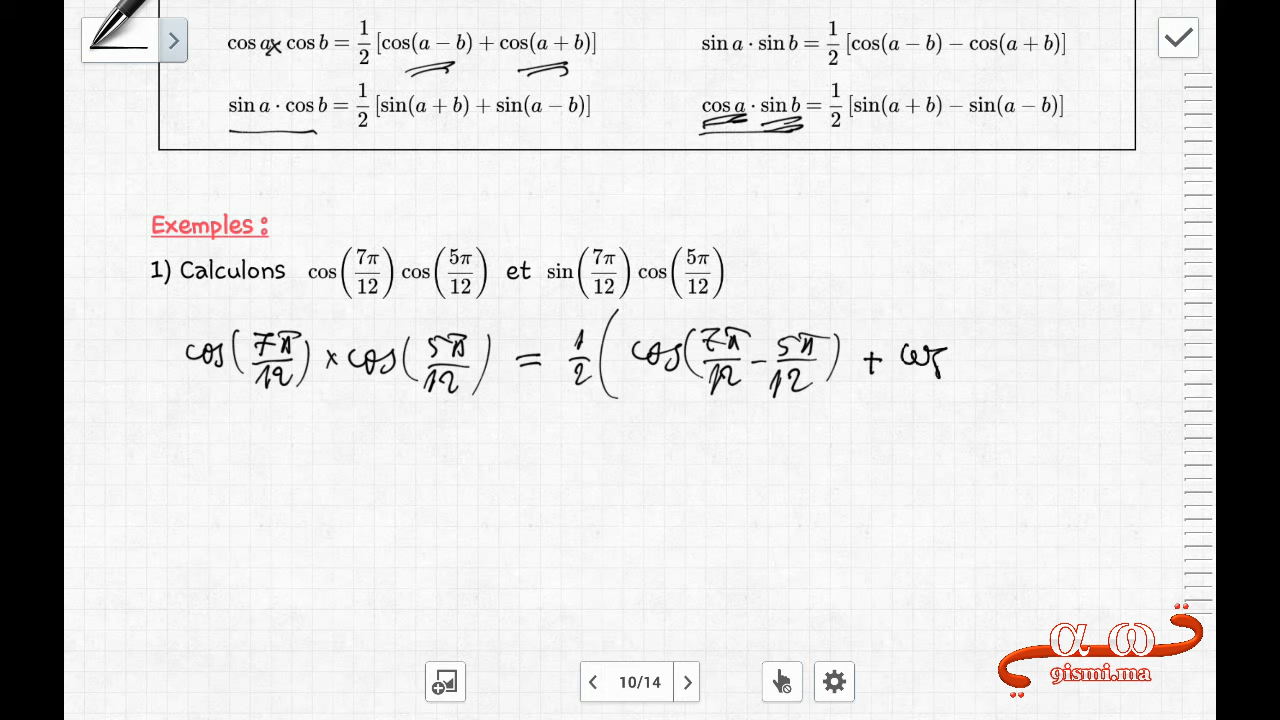 cos a × cos b = 1/2 [cos(a − b) + cos(a + b)]
sin a · sin b = 1/2 [cos(a − b) − cos(a + b)]
sin a · cos b = 1/2 [sin(a + b) + sin(a − b)]
cos a · sin b = 1/2 [sin(a + b) − sin(a − b)]
Exemples :
1) Calculons cos(7π/12) cos(5π/12) et sin(7π/12) cos(5π/12)
cos(7π/12) × cos(5π/12) = 1/2 ( cos(7π/12 − 5π/12) + cos
α ω
gismi.ma
10/14